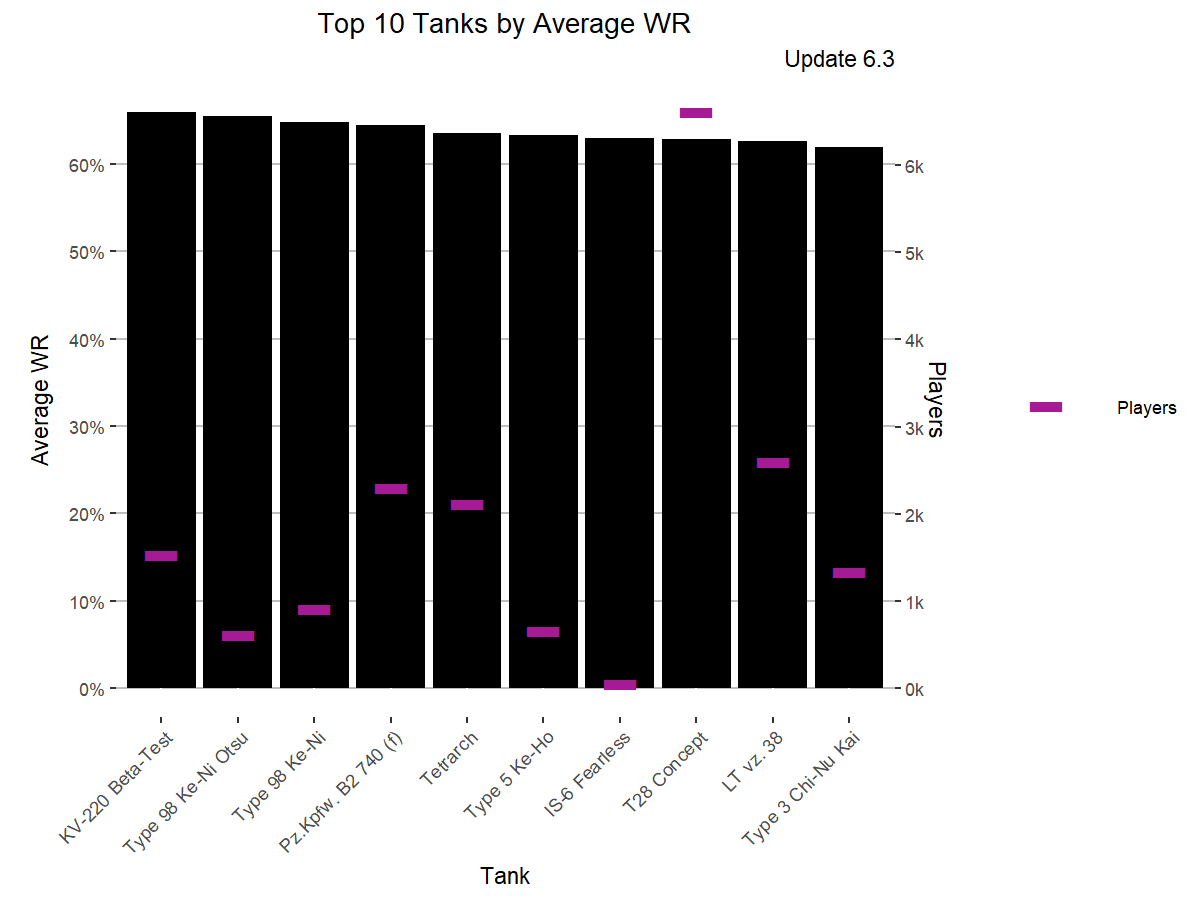 Top 10 Tanks by Average WR
Update 6.3
Average WR
60%
50%
40%
30%
20%
10%
0%
6k
5k
4k
3k
2k
1k
0k
Players
Players
KV-220 Beta-Test
Type 98 Ke-Ni Otsu
Type 98 Ke-Ni
Pz.Kpfw. B2 740 (f)
Tetrarch
Type 5 Ke-Ho
IS-6 Fearless
T28 Concept
LT vz. 38
Type 3 Chi-Nu Kai
Tank